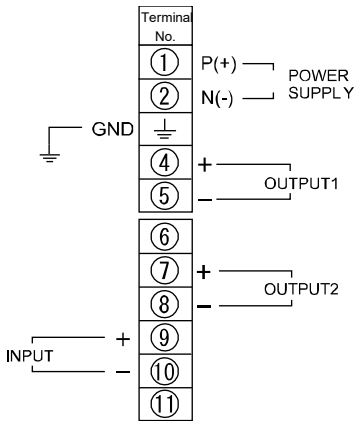 Terminal
No.
① P(+)
POWER
SUPPLY
② N(-)
GND
④ +
OUTPUT1
⑤ −
⑥
⑦ +
OUTPUT2
⑧ −
+ ⑨
INPUT
− ⑩
⑪